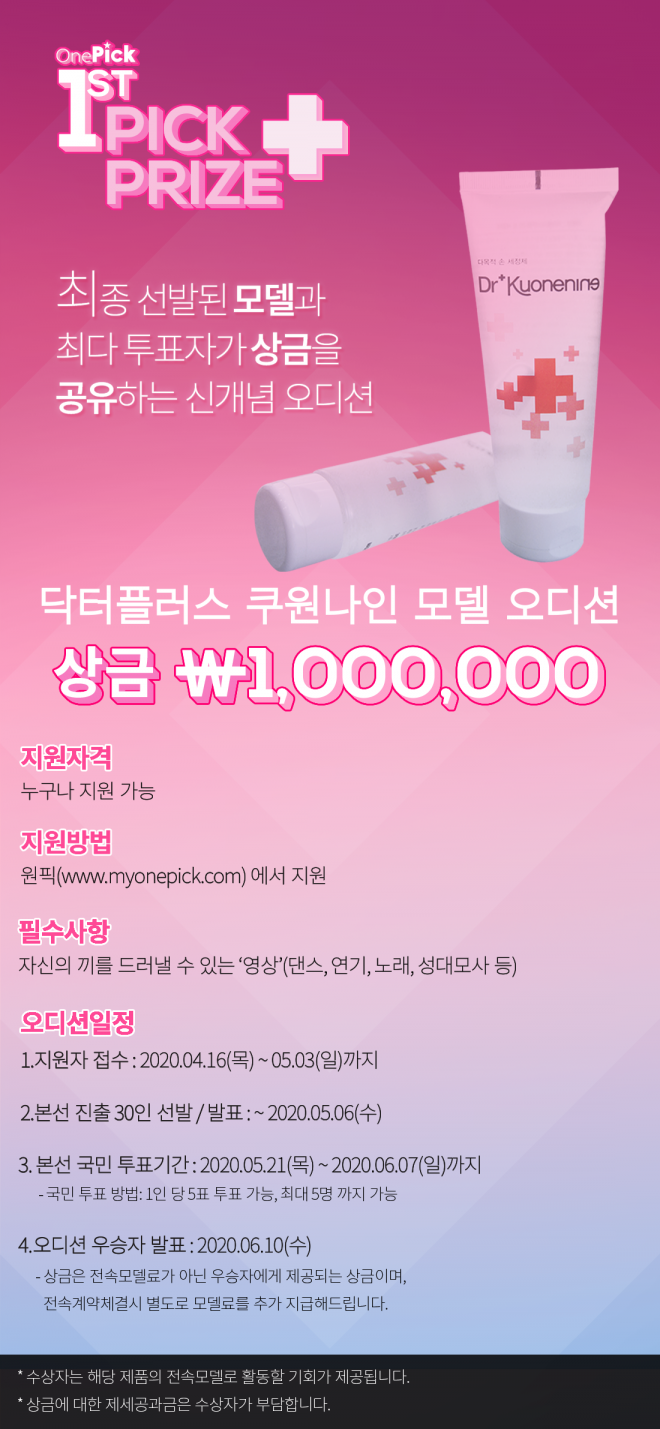 OnePick
1ST
PICK
PRIZE
최종 선발된 모델과
최다 투표자가 상금을
공유하는 신개념 오디션
다목적 손 세정제
Dr+Kuonenine
닥터플러스 쿠원나인 모델 오디션
상금 ₩1,000,000
지원자격
누구나 지원 가능
지원방법
원픽(www.myonepick.com) 에서 지원
필수사항
자신의 끼를 드러낼 수 있는 ‘영상’(댄스, 연기, 노래, 성대모사 등)
오디션일정
1.지원자 접수 : 2020.04.16(목) ~ 05.03(일)까지
2.본선 진출 30인 선발 / 발표 : ~ 2020.05.06(수)
3. 본선 국민 투표기간 : 2020.05.21(목) ~ 2020.06.07(일)까지
- 국민 투표 방법: 1인 당 5표 투표 가능, 최대 5명 까지 가능
4.오디션 우승자 발표 : 2020.06.10(수)
- 상금은 전속모델료가 아닌 우승자에게 제공되는 상금이며,
전속계약체결시 별도로 모델료를 추가 지급해드립니다.
* 수상자는 해당 제품의 전속모델로 활동할 기회가 제공됩니다.
* 상금에 대한 제세공과금은 수상자가 부담합니다.